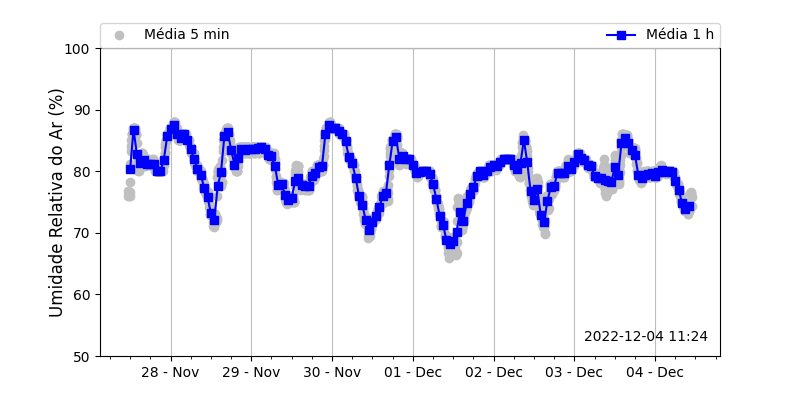 Média 5 min
Média 1 h
Umidade Relativa do Ar (%)
100
90
80
70
60
50
2022-12-04 11:24
28 - Nov
29 - Nov
30 - Nov
01 - Dec
02 - Dec
03 - Dec
04 - Dec